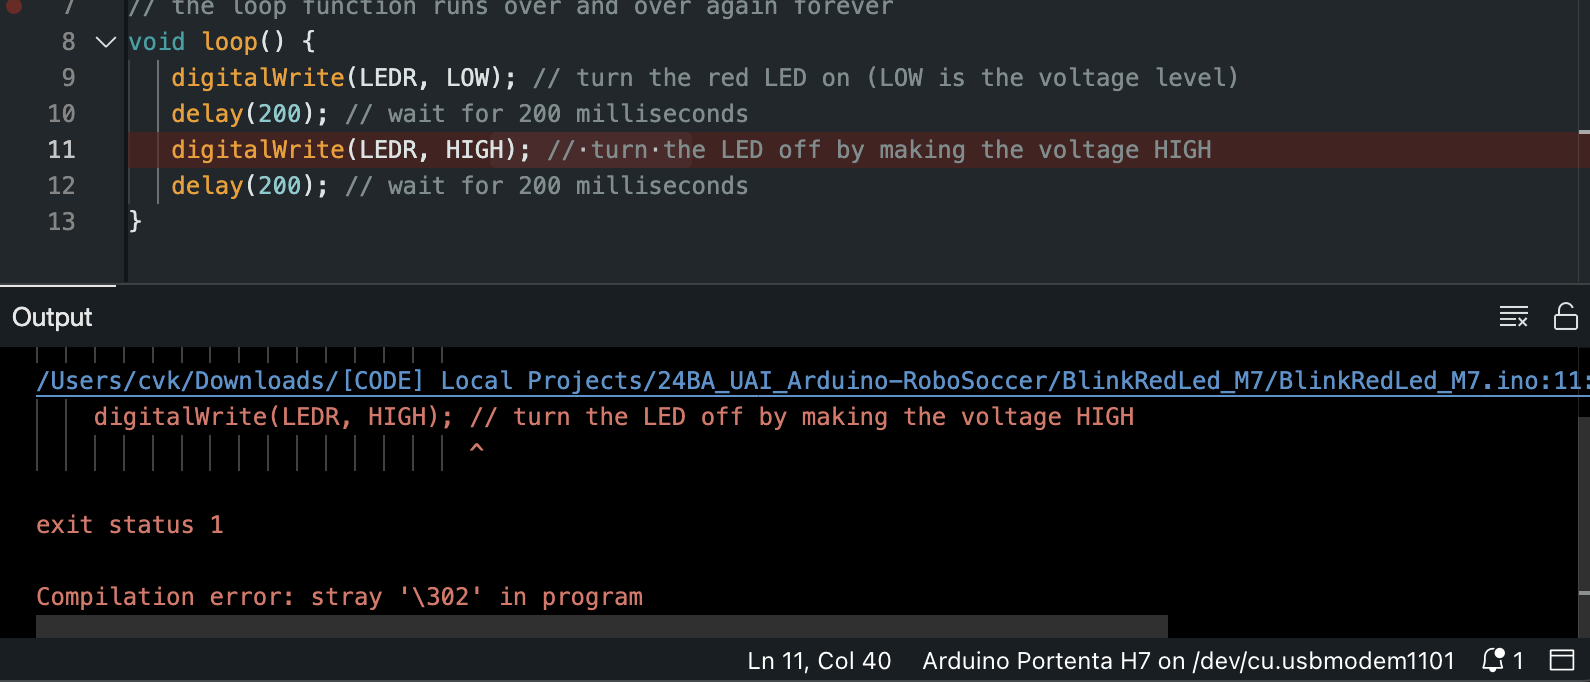 7 // the loop function runs over and over again forever
8 void loop() {
9 digitalWrite(LEDR, LOW); // turn the red LED on (LOW is the voltage level)
10 delay(200); // wait for 200 milliseconds
11 digitalWrite(LEDR, HIGH); //·turn·the LED off by making the voltage HIGH
12 delay(200); // wait for 200 milliseconds
13 }
Output
/Users/cvk/Downloads/[CODE] Local Projects/24BA_UAI_Arduino-RoboSoccer/BlinkRedLed_M7/BlinkRedLed_M7.ino:11:
digitalWrite(LEDR, HIGH); // turn the LED off by making the voltage HIGH
^
exit status 1
Compilation error: stray '\302' in program
Ln 11, Col 40 Arduino Portenta H7 on /dev/cu.usbmodem1101 1